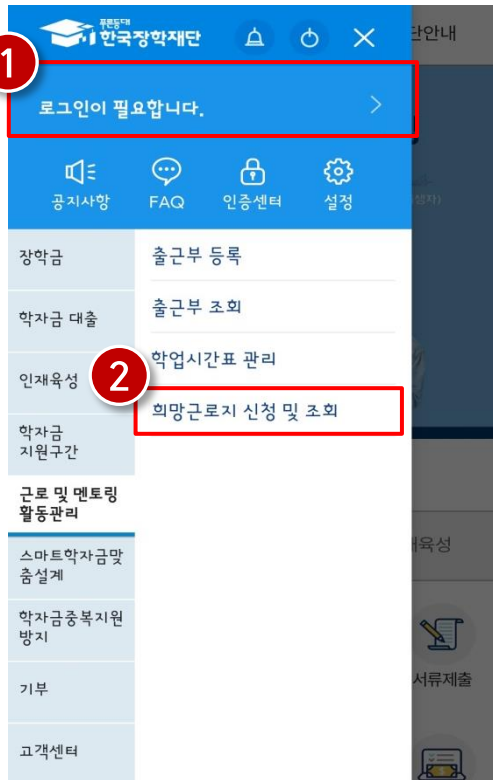 푸른등대
한국장학재단
단안내
1
로그인이 필요합니다.
공지사항 FAQ 인증센터 설정
생자)
장학금
학자금 대출
인재육성
학자금
지원구간
근로 및 멘토링
활동관리
스마트학자금맞
춤설계
학자금중복지원
방지
기부
고객센터
출근부 등록
출근부 조회
학업시간표 관리
2
희망근로지 신청 및 조회
재육성
서류제출